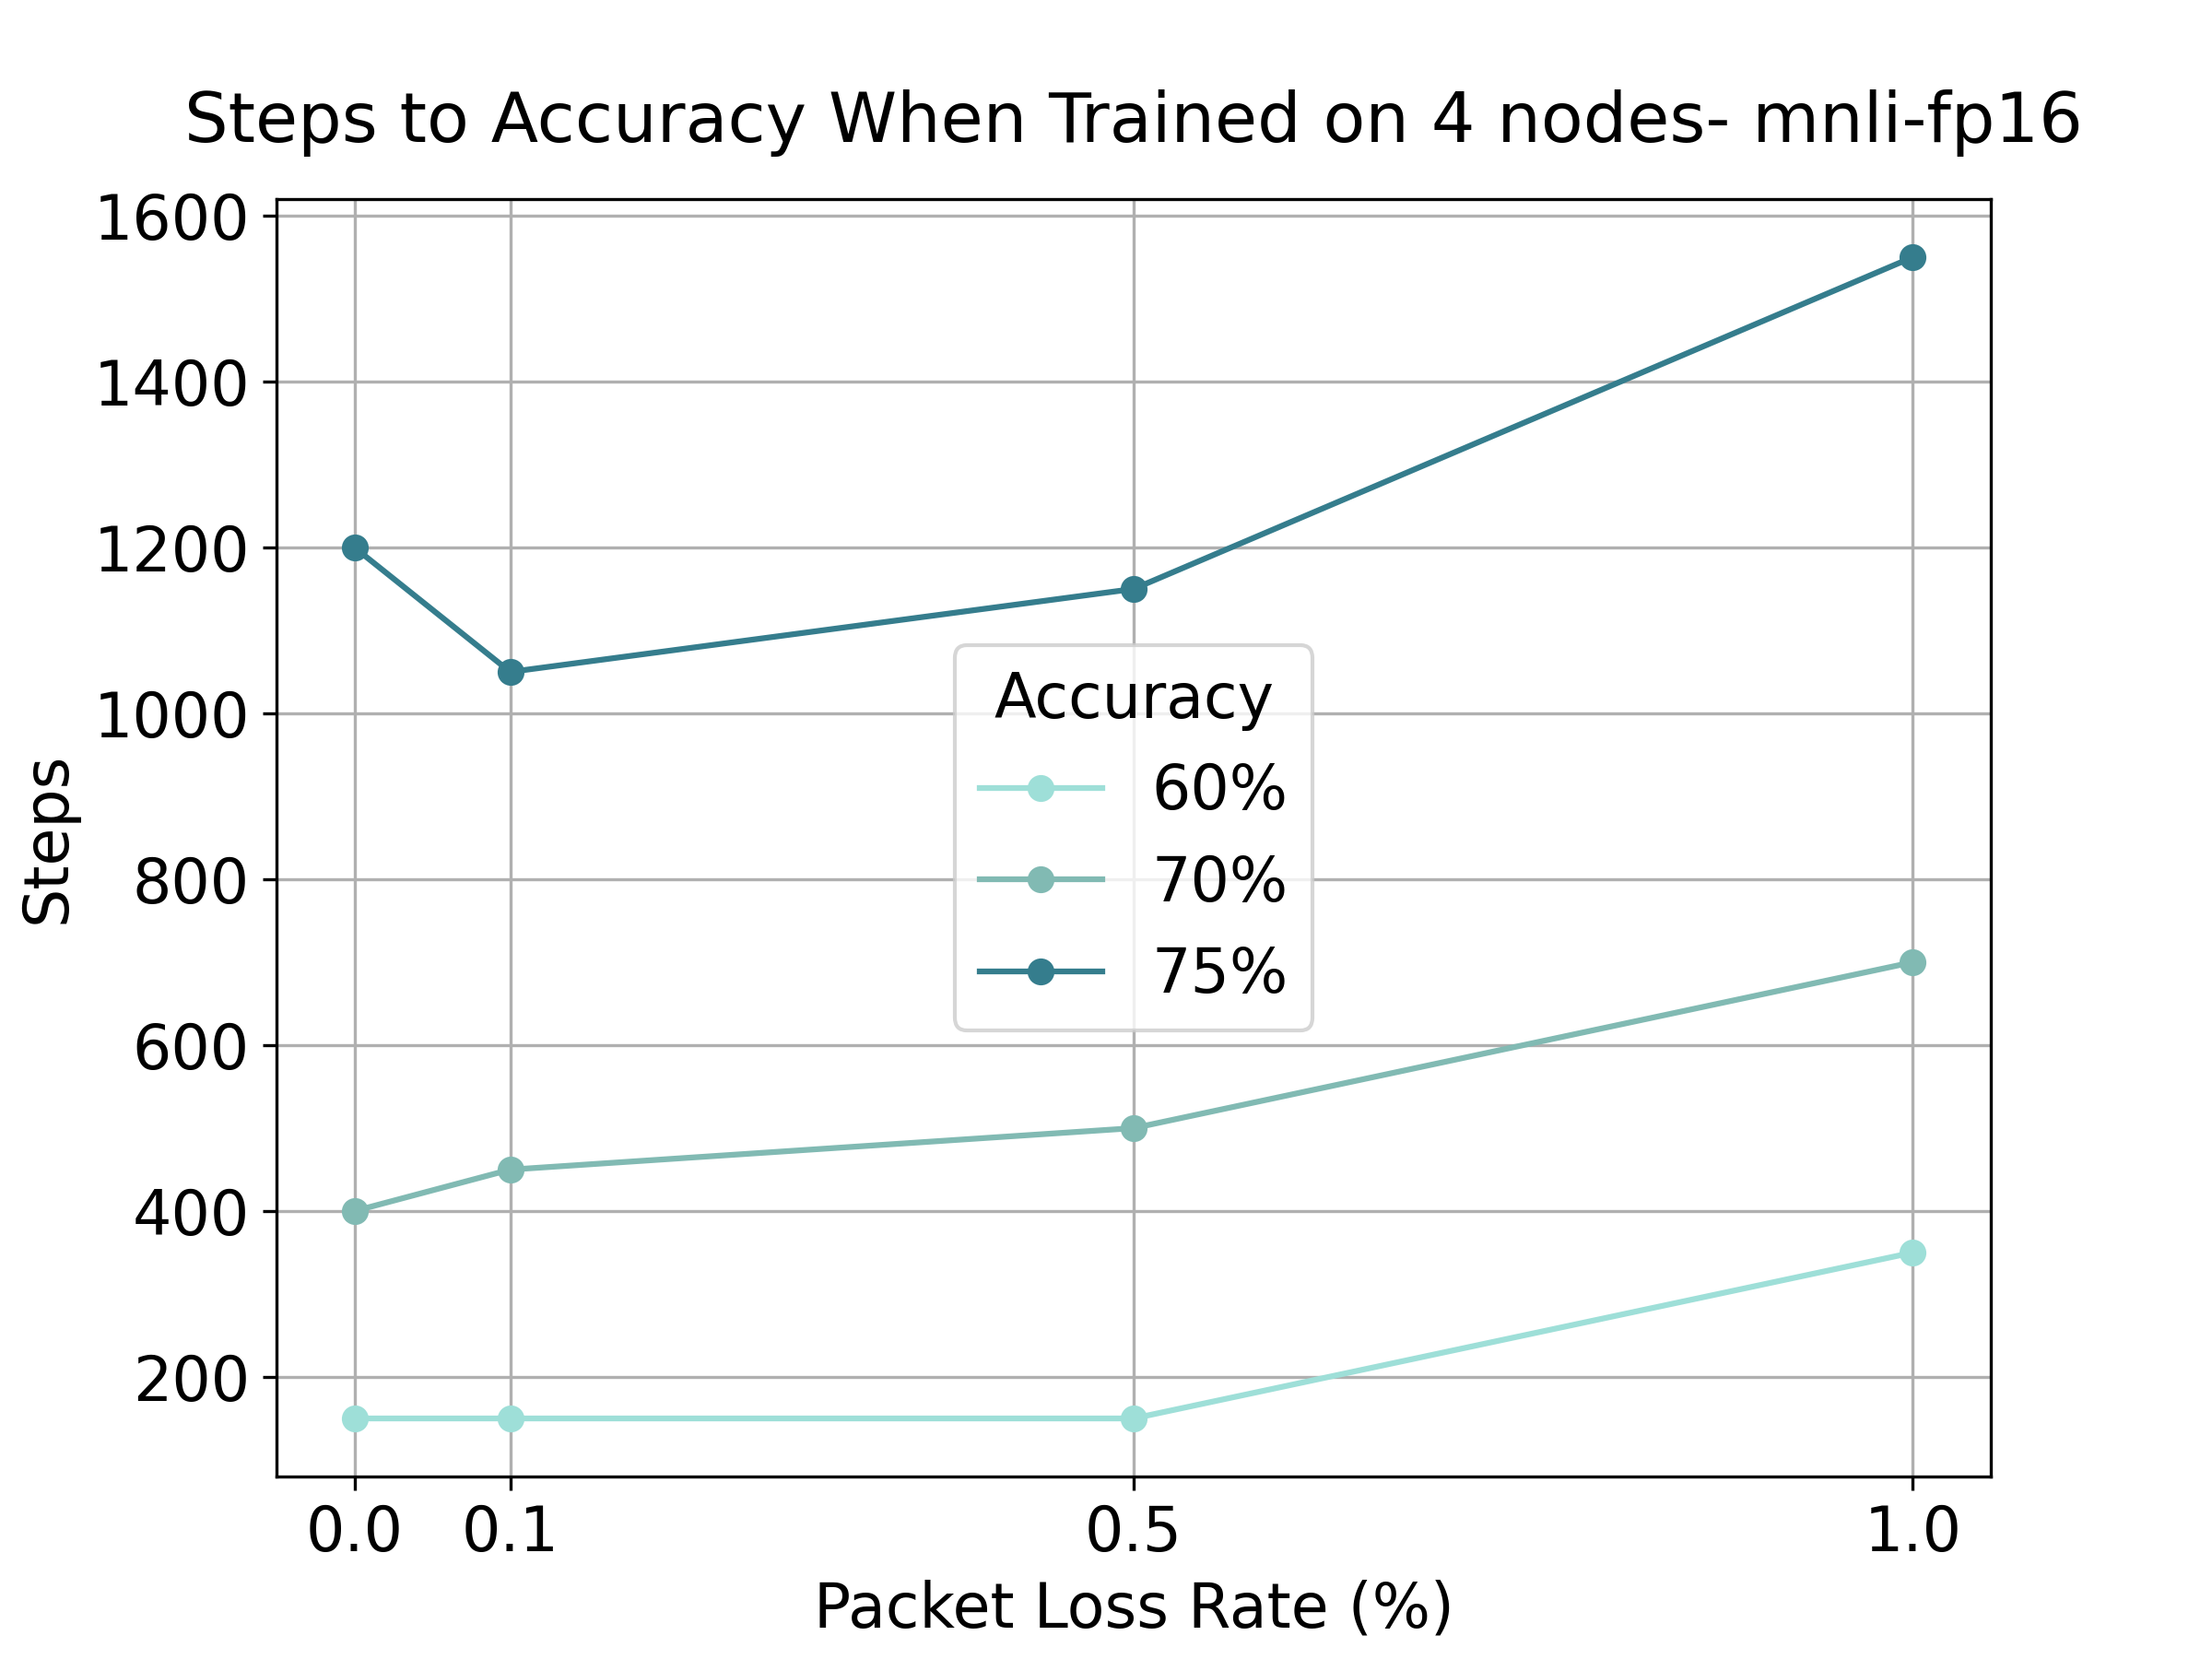 Steps to Accuracy When Trained on 4 nodes- mnli-fp16
1600
1400
1200
1000
800
600
400
200
Steps
Accuracy
60%
70%
75%
0.0 0.1 0.5 1.0
Packet Loss Rate (%)